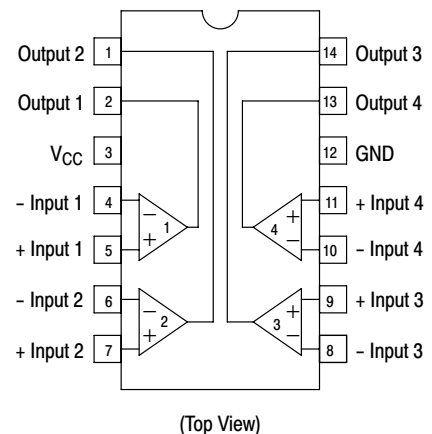 Output 2 1 14 Output 3
Output 1 2 13 Output 4
VCC 3 12 GND
– Input 1 4 – 1 + 11 + Input 4
+ Input 1 5 + 4 – 10 – Input 4
– Input 2 6 – 2 + 9 + Input 3
+ Input 2 7 + 3 – 8 – Input 3
(Top View)